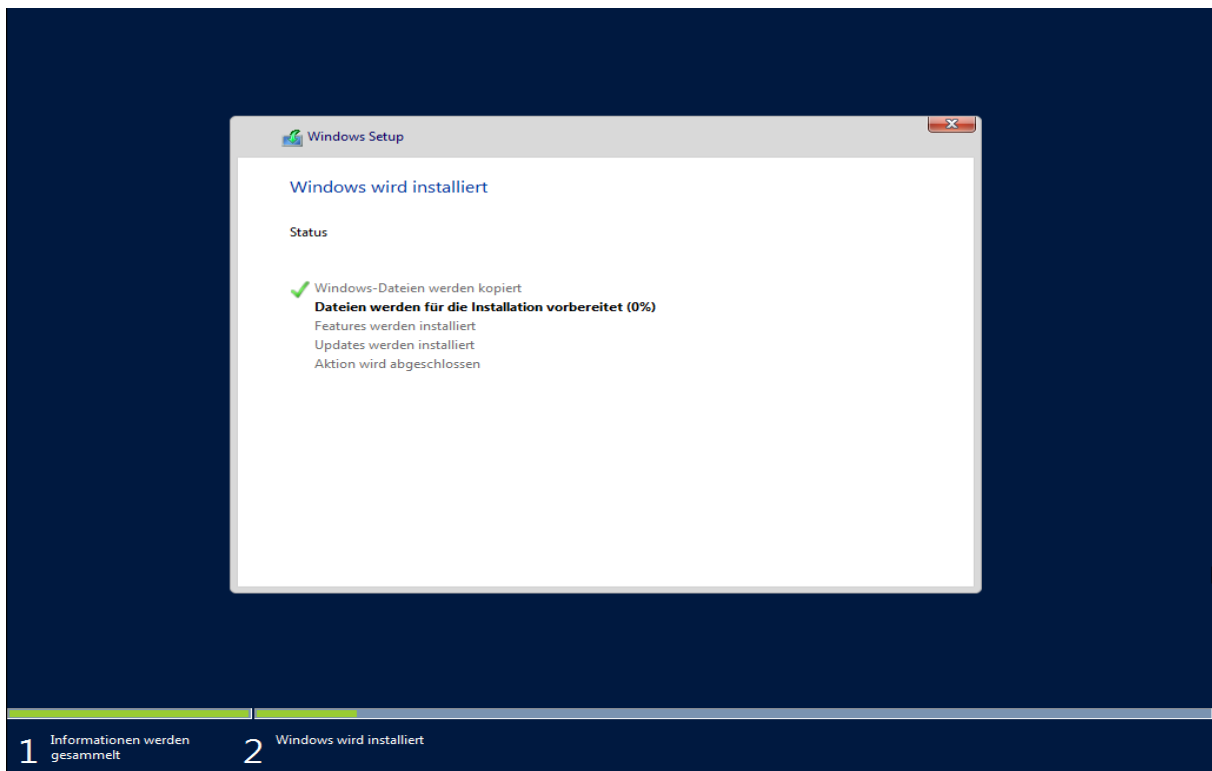 Windows Setup
Windows wird installiert
Status
Windows-Dateien werden kopiert
Dateien werden für die Installation vorbereitet (0%)
Features werden installiert
Updates werden installiert
Aktion wird abgeschlossen
1 Informationen werden
gesammelt
2 Windows wird installiert